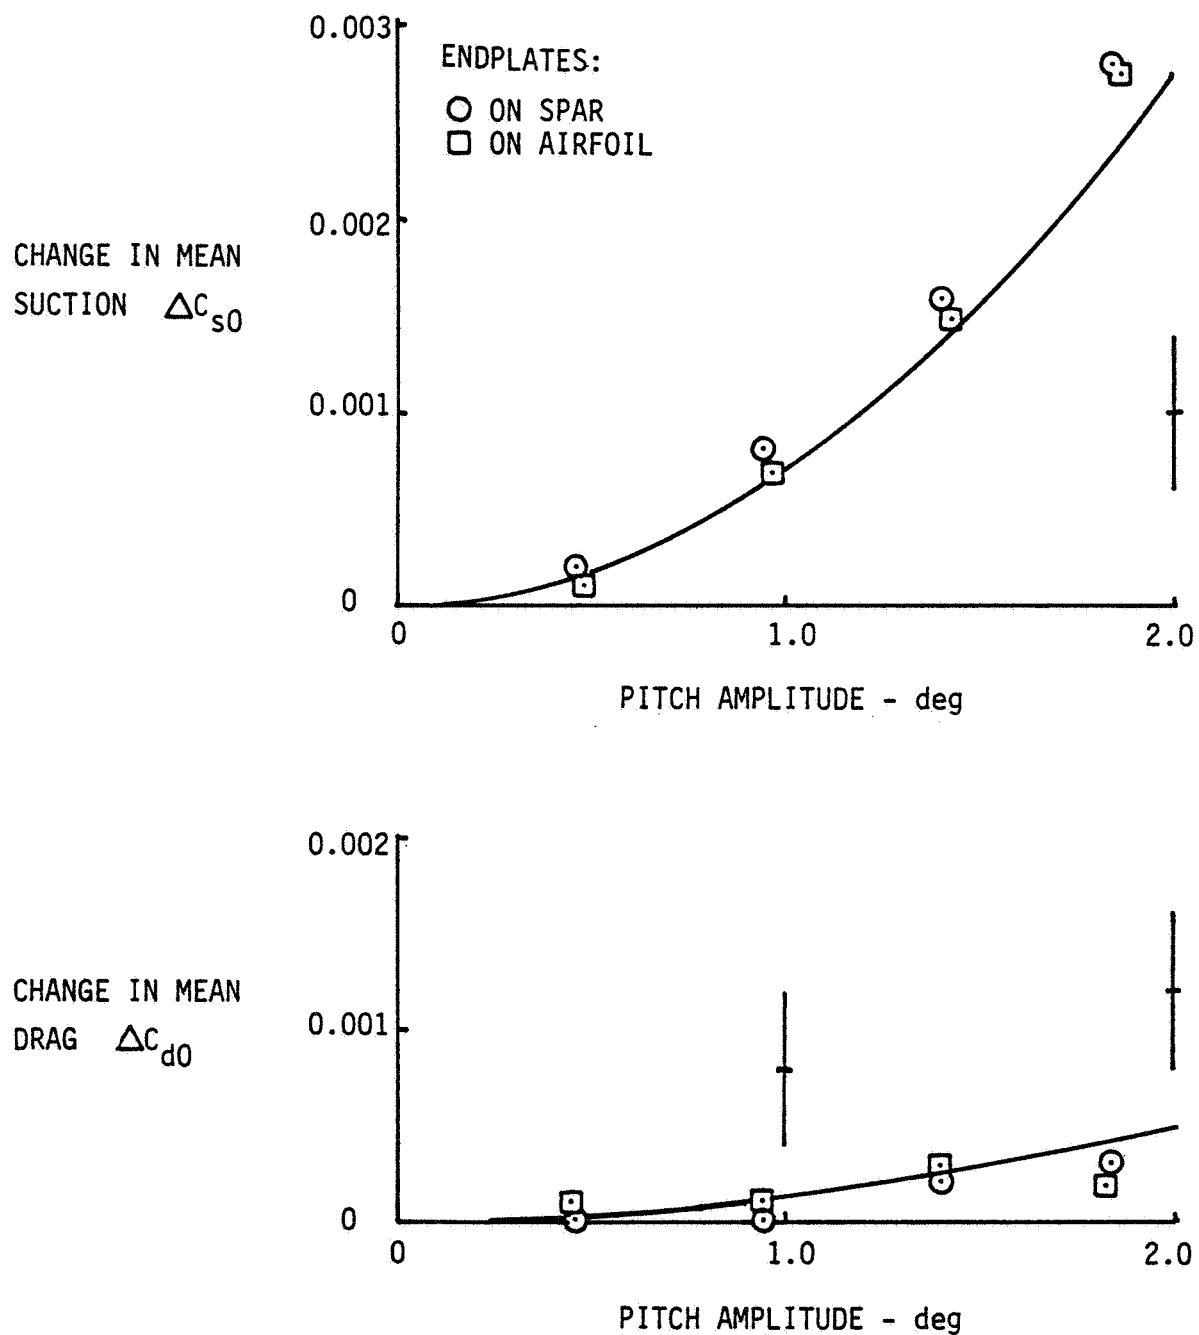 0.003
ENDPLATES:
ON SPAR
ON AIRFOIL
0.002
CHANGE IN MEAN
SUCTION ΔCs0
0.001
0
0 1.0 2.0
PITCH AMPLITUDE - deg
0.002
CHANGE IN MEAN
0.001
DRAG ΔCd0
0
0 1.0 2.0
PITCH AMPLITUDE - deg